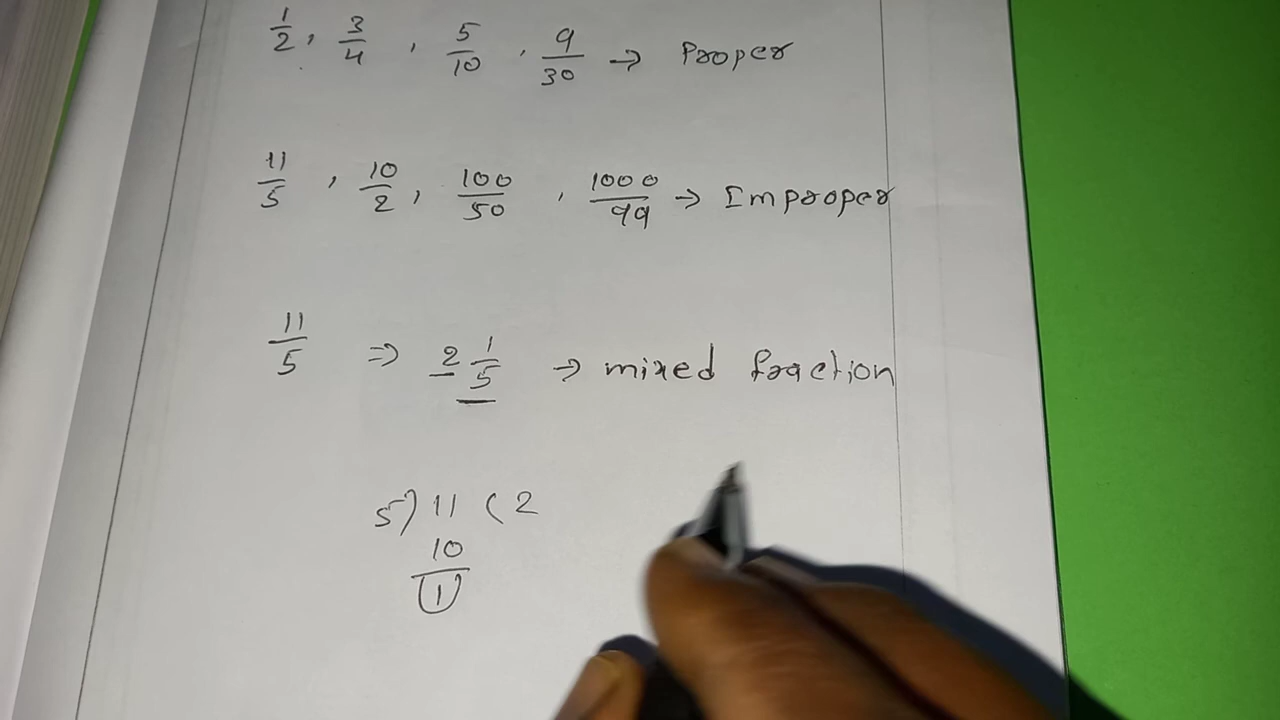 1/2, 3/4, 5/10, 9/30 → Proper
11/5, 10/2, 100/50, 1000/99 → Improper
11/5 ⇒ 2 1/5 → mixed fraction
5) 11 ( 2
10
1